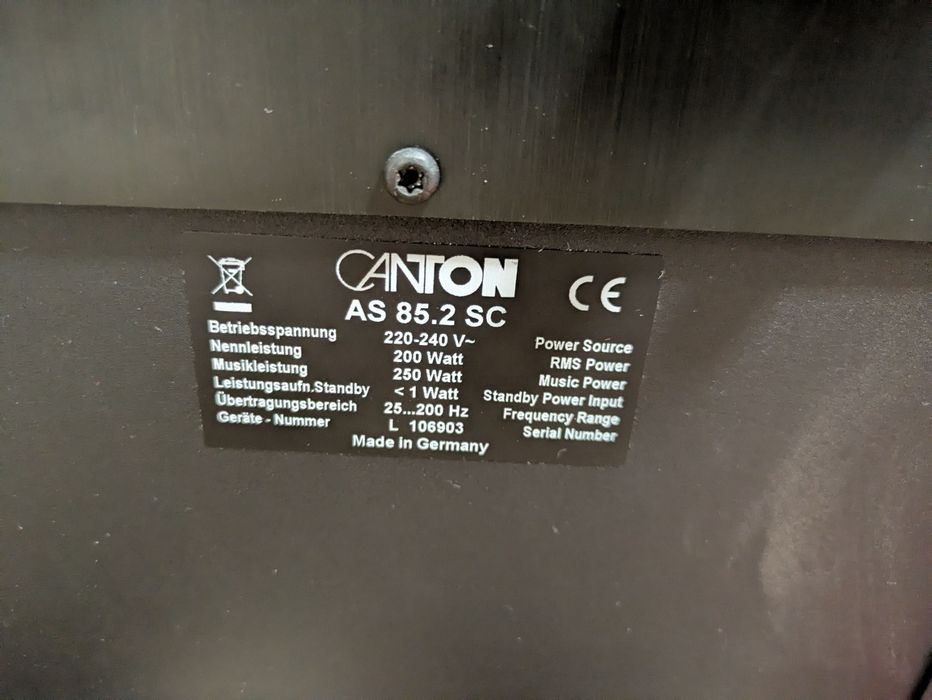 CANTON
CE
AS 85.2 SC
Betriebsspannung 220-240 V~ Power Source
Nennleistung 200 Watt RMS Power
Musikleistung 250 Watt Music Power
Leistungsaufn.Standby < 1 Watt Standby Power Input
Übertragungsbereich 25...200 Hz Frequency Range
Geräte - Nummer L 106903 Serial Number
Made in Germany